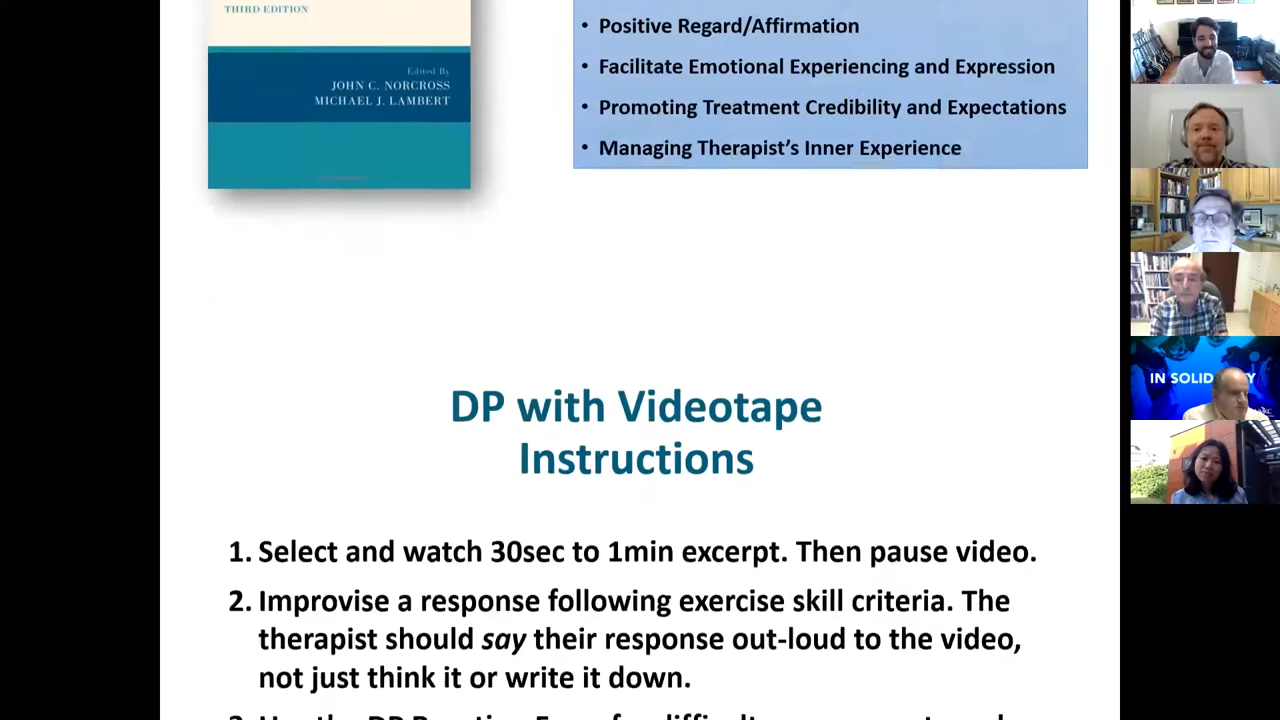 THIRD EDITION
Edited By
JOHN C. NORCROSS
MICHAEL J. LAMBERT
• Positive Regard/Affirmation
• Facilitate Emotional Experiencing and Expression
• Promoting Treatment Credibility and Expectations
• Managing Therapist's Inner Experience
IN SOLID Y
DP with Videotape
Instructions
1. Select and watch 30sec to 1min excerpt. Then pause video.
2. Improvise a response following exercise skill criteria. The
therapist should say their response out-loud to the video,
not just think it or write it down.